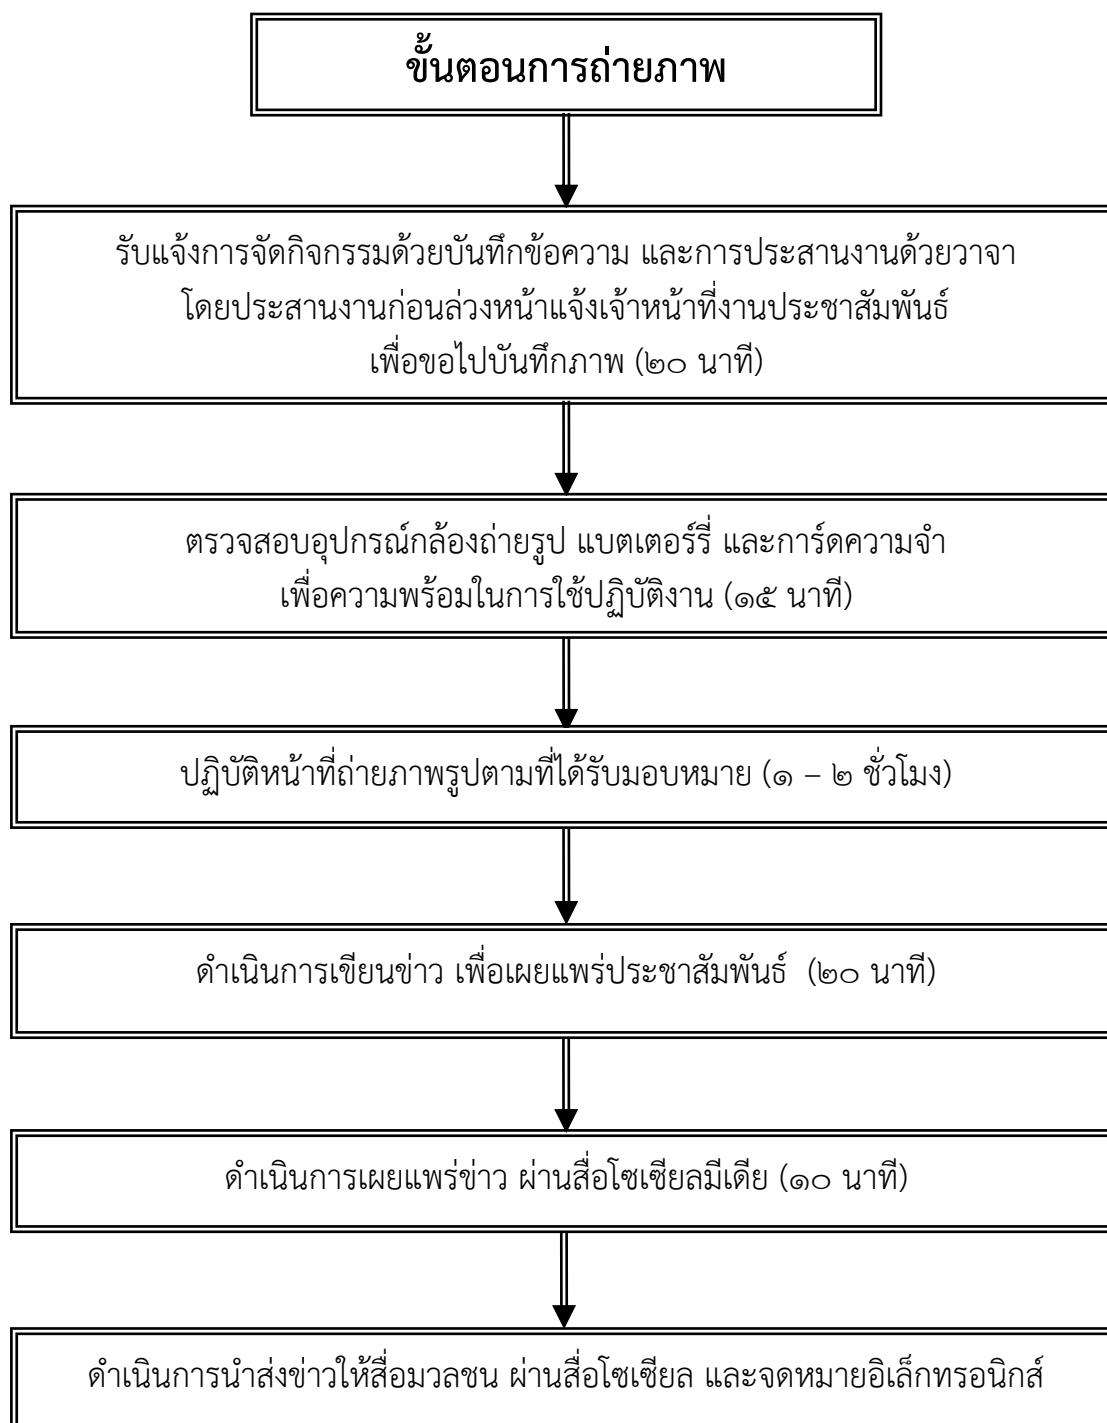 ขั้นตอนการถ่ายภาพ
รับแจ้งการจัดกิจกรรมด้วยบันทึกข้อความ และการประสานงานด้วยวาจา
โดยประสานงานก่อนล่วงหน้าแจ้งเจ้าหน้าที่งานประชาสัมพันธ์
เพื่อขอไปบันทึกภาพ (๒๐ นาที)
ตรวจสอบอุปกรณ์กล้องถ่ายรูป แบตเตอร์รี่ และการ์ดความจำ
เพื่อความพร้อมในการใช้ปฏิบัติงาน (๑๕ นาที)
ปฏิบัติหน้าที่ถ่ายภาพรูปตามที่ได้รับมอบหมาย (๑ – ๒ ชั่วโมง)
ดำเนินการเขียนข่าว เพื่อเผยแพร่ประชาสัมพันธ์ (๒๐ นาที)
ดำเนินการเผยแพร่ข่าว ผ่านสื่อโซเซียลมีเดีย (๑๐ นาที)
ดำเนินการนำส่งข่าวให้สื่อมวลชน ผ่านสื่อโซเซียล และจดหมายอิเล็กทรอนิกส์